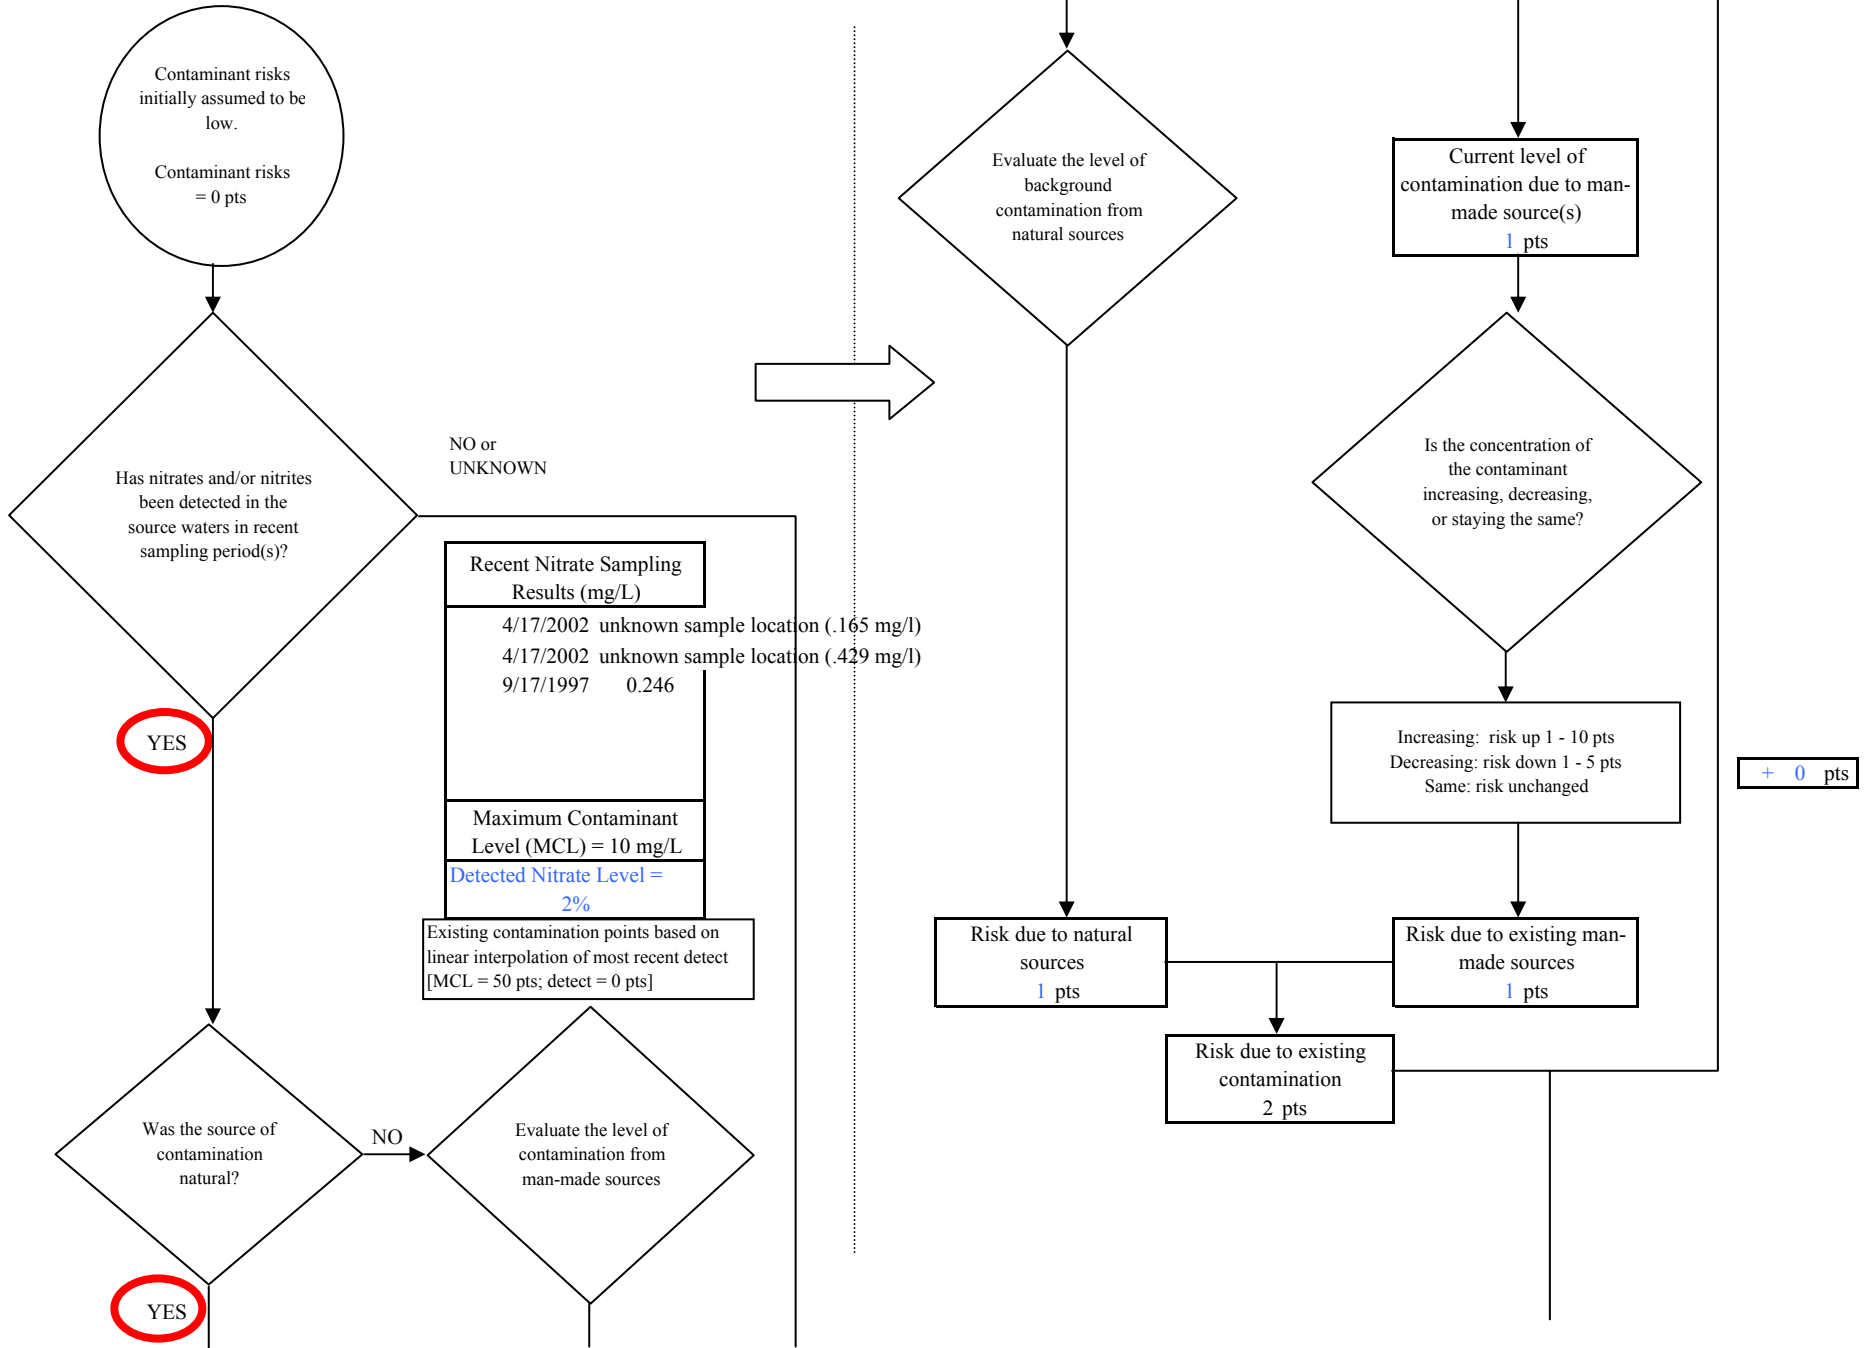 Contaminant risks
initially assumed to be
low.
Contaminant risks
= 0 pts
Has nitrates and/or nitrites
been detected in the
source waters in recent
sampling period(s)?
NO or
UNKNOWN
YES
Recent Nitrate Sampling
Results (mg/L)
4/17/2002 unknown sample location (.165 mg/l)
4/17/2002 unknown sample location (.429 mg/l)
9/17/1997 0.246
Maximum Contaminant
Level (MCL) = 10 mg/L
Detected Nitrate Level =
2%
Existing contamination points based on
linear interpolation of most recent detect
[MCL = 50 pts; detect = 0 pts]
Was the source of
contamination
natural?
NO
Evaluate the level of
contamination from
man-made sources
YES
Evaluate the level of
background
contamination from
natural sources
Current level of
contamination due to man-
made source(s)
1 pts
Is the concentration of
the contaminant
increasing, decreasing,
or staying the same?
Increasing: risk up 1 - 10 pts
Decreasing: risk down 1 - 5 pts
Same: risk unchanged
+ 0 pts
Risk due to natural
sources
1 pts
Risk due to existing man-
made sources
1 pts
Risk due to existing
contamination
2 pts